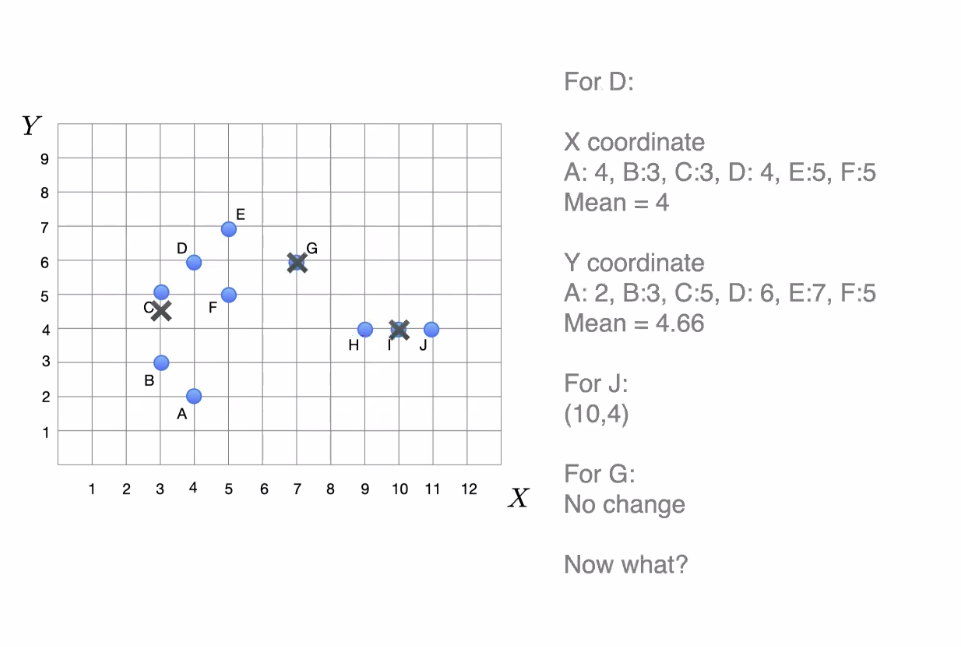 For D:
X coordinate
A: 4, B:3, C:3, D: 4, E:5, F:5
Mean = 4
Y coordinate
A: 2, B:3, C:5, D: 6, E:7, F:5
Mean = 4.66
For J:
(10,4)
For G:
No change
Now what?
Y
9
8
7
6
5
4
3
2
1
E
D
G
C
F
H
I
J
B
A
1 2 3 4 5 6 7 8 9 10 11 12
X